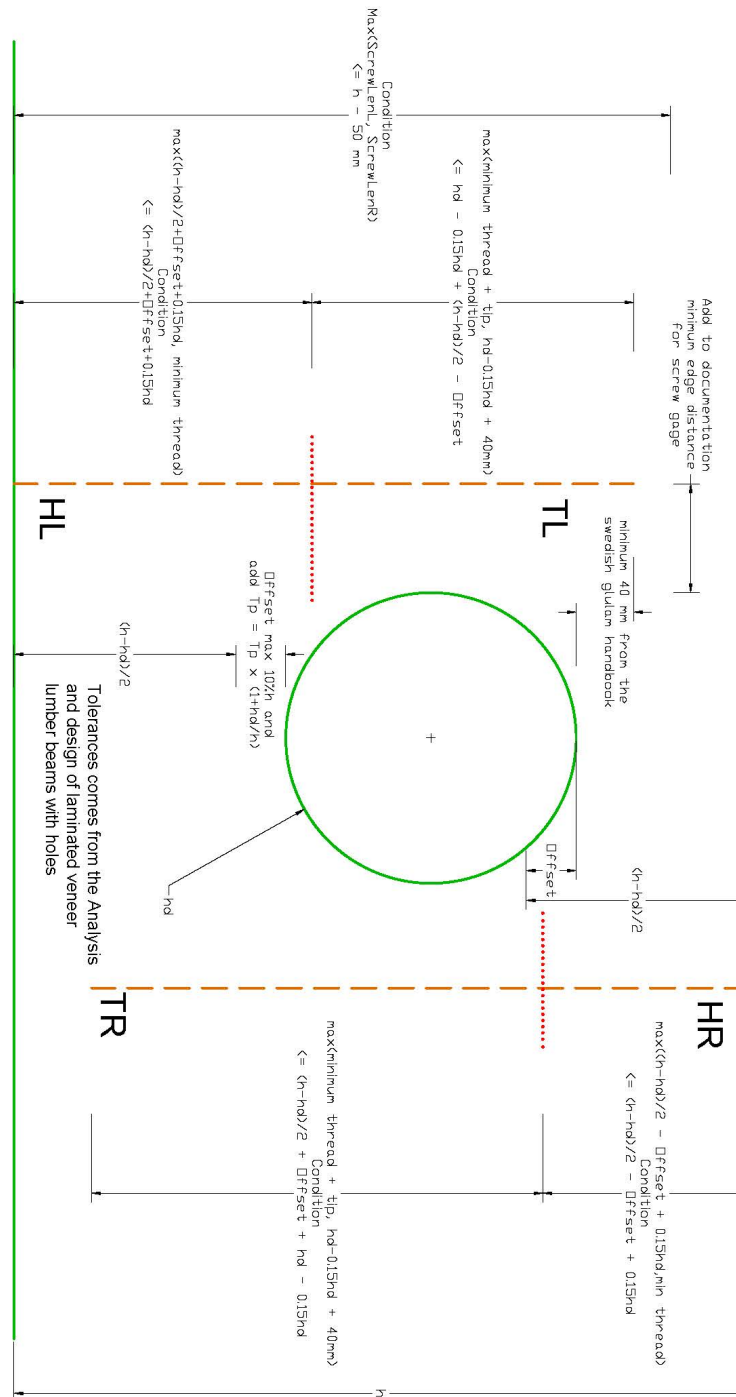 Add to documentation
minimum edge distance
for screw gage
Condition
Max(ScrewLenL, ScrewLenR)
<= h - 50 mm
max(minimum thread + tip, hd-0.15hd + 40mm)
Condition
<= hd - 0.15hd + (h-hd)/2 - Offset
max((h-hd)/2+Offset+0.15hd, minimum thread)
Condition
<= (h-hd)/2+Offset+0.15hd
TL
HL
minimum 40 mm from the
swedish glulam handbook
Offset max 10%h and
add Tp = Tp x (1+hd/h)
(h-hd)/2
Tolerances comes from the Analysis
and design of laminated veneer
lumber beams with holes
hd
(h-hd)/2
Offset
HR
TR
max((h-hd)/2 - Offset + 0.15hd,min thread)
Condition
<= (h-hd)/2 - Offset + 0.15hd
max(minimum thread + tip, hd-0.15hd + 40mm)
Condition
<= (h-hd)/2 + Offset + hd - 0.15hd
h